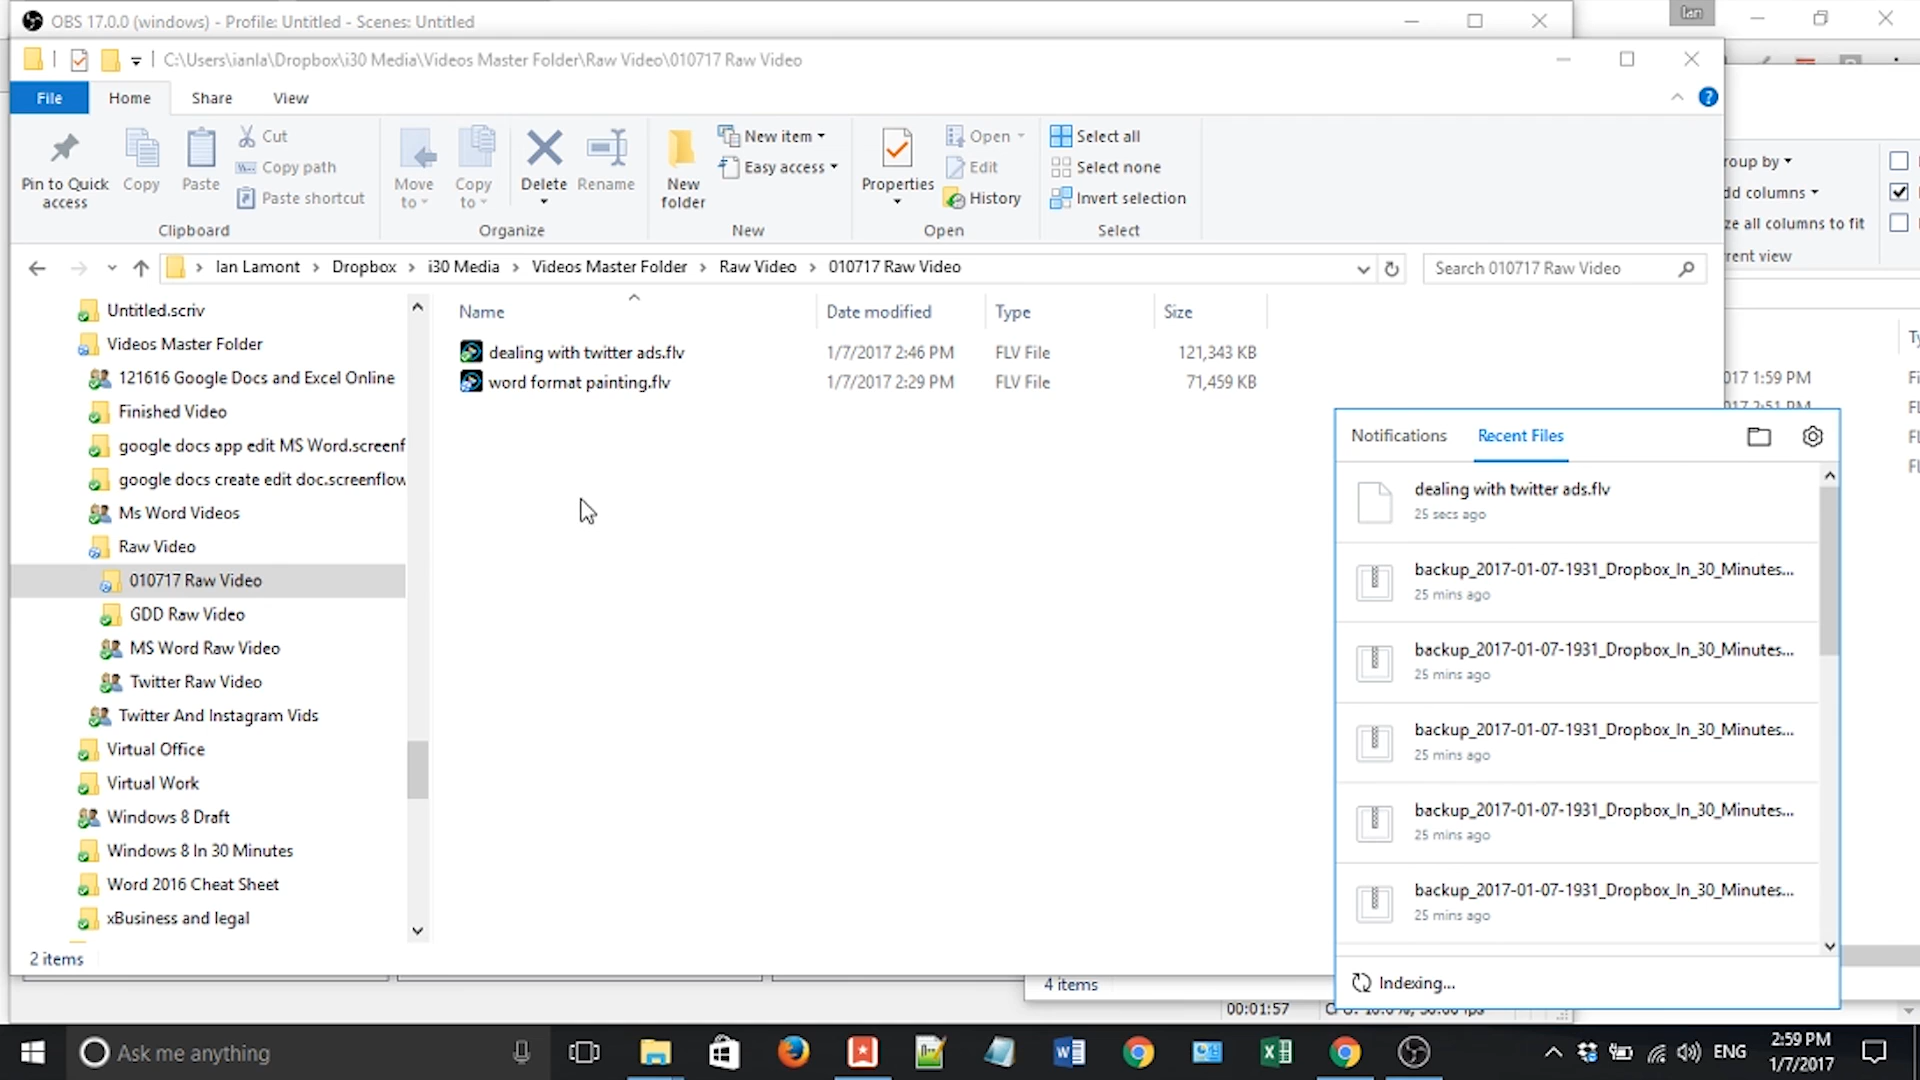 OBS 17.0.0 (windows) - Profile: Untitled - Scenes: Untitled
Ian
C:\Users\ianla\Dropbox\i30 Media\Videos Master Folder\Raw Video\010717 Raw Video
File Home Share View
Pin to Quick access
Copy
Paste
Cut
Copy path
Paste shortcut
Clipboard
Move to
Copy to
Delete
Rename
Organize
New folder
New item
Easy access
New
Properties
Open
Edit
History
Open
Select all
Select none
Invert selection
Select
roup by
dd columns
ze all columns to fit
rent view
Ian Lamont > Dropbox > i30 Media > Videos Master Folder > Raw Video > 010717 Raw Video
Search 010717 Raw Video
Untitled.scriv
Videos Master Folder
121616 Google Docs and Excel Online
Finished Video
google docs app edit MS Word.screenf
google docs create edit doc.screenflow
Ms Word Videos
Raw Video
010717 Raw Video
GDD Raw Video
MS Word Raw Video
Twitter Raw Video
Twitter And Instagram Vids
Virtual Office
Virtual Work
Windows 8 Draft
Windows 8 In 30 Minutes
Word 2016 Cheat Sheet
xBusiness and legal
2 items
Name Date modified Type Size
dealing with twitter ads.flv 1/7/2017 2:46 PM FLV File 121,343 KB
word format painting.flv 1/7/2017 2:29 PM FLV File 71,459 KB
017 1:59 PM
017 2:51 PM
Notifications Recent Files
dealing with twitter ads.flv
25 secs ago
backup_2017-01-07-1931_Dropbox_In_30_Minutes...
25 mins ago
backup_2017-01-07-1931_Dropbox_In_30_Minutes...
25 mins ago
backup_2017-01-07-1931_Dropbox_In_30_Minutes...
25 mins ago
backup_2017-01-07-1931_Dropbox_In_30_Minutes...
25 mins ago
backup_2017-01-07-1931_Dropbox_In_30_Minutes...
25 mins ago
Indexing...
4 items
00:01:57
Ask me anything
ENG
2:59 PM
1/7/2017